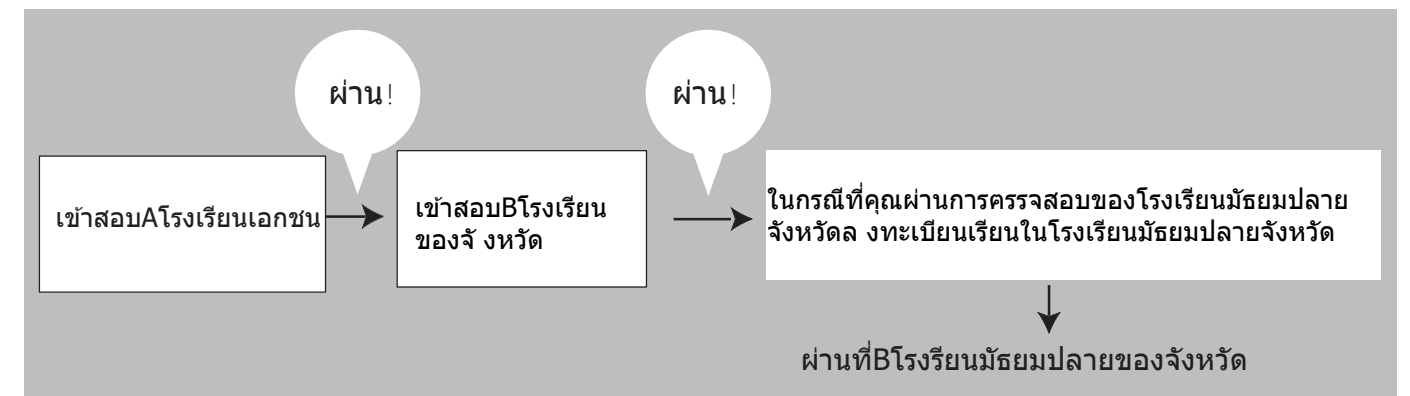 ผ่าน!
ผ่าน!
เข้าสอบAโรงเรียนเอกชน
เข้าสอบBโรงเรียน
ของจั งหวัด
ในกรณีที่คุณผ่านการตรรจสอบของโรงเรียนมัธยมปลาย
จังหวัดล งทะเบียนเรียนในโรงเรียนมัธยมปลายจังหวัด
ผ่านที่Bโรงรียนมัธยมปลายของจังหวัด